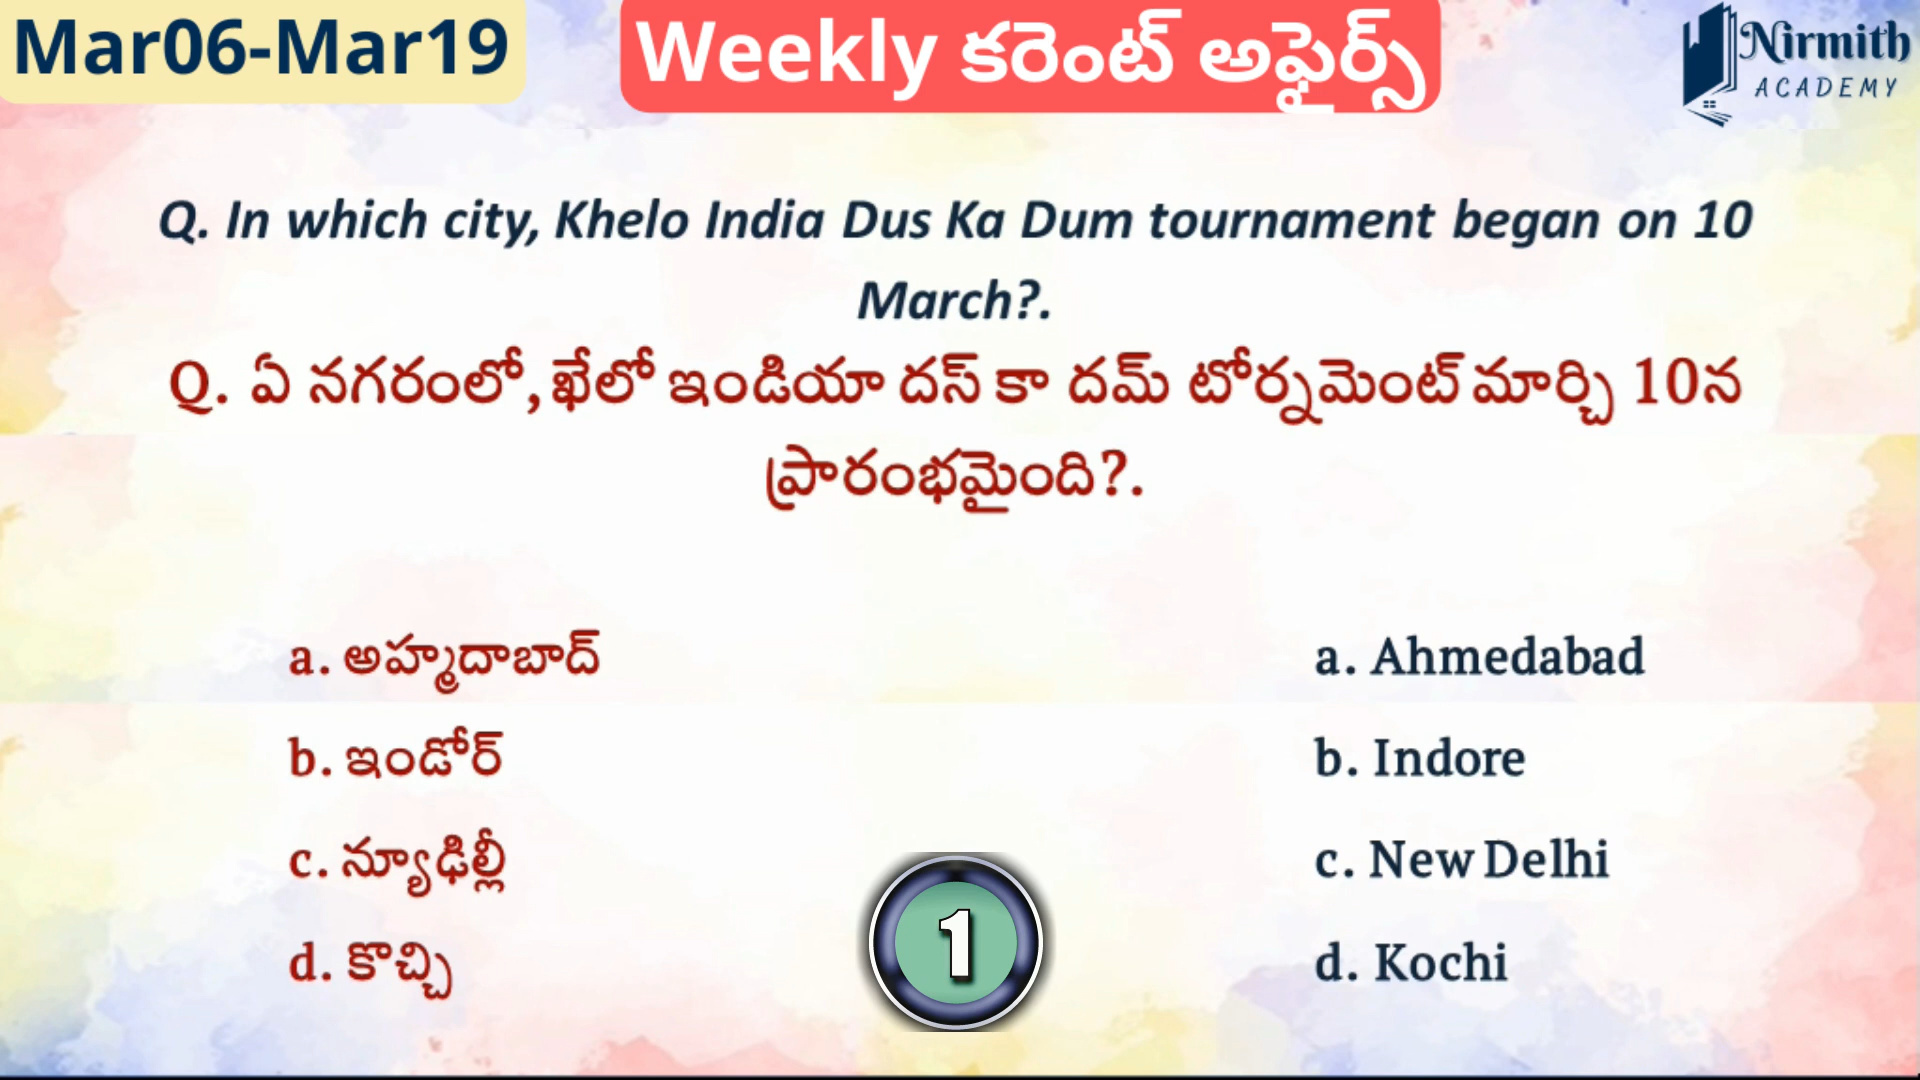 Mar06-Mar19
Weekly కరెంట్ అఫైర్స్
Nirmith
ACADEMY
Q. In which city, Khelo India Dus Ka Dum tournament began on 10
March?.
Q. ఏ నగరంలో, ఖేలో ఇండియా దస్ కా దమ్ టోర్నమెంట్ మార్చి 10న
ప్రారంభమైంది?.
a. అహ్మదాబాద్
b. ఇండోర్
c. న్యూఢిల్లీ
d. కొచ్చి
a. Ahmedabad
b. Indore
c. New Delhi
d. Kochi
1